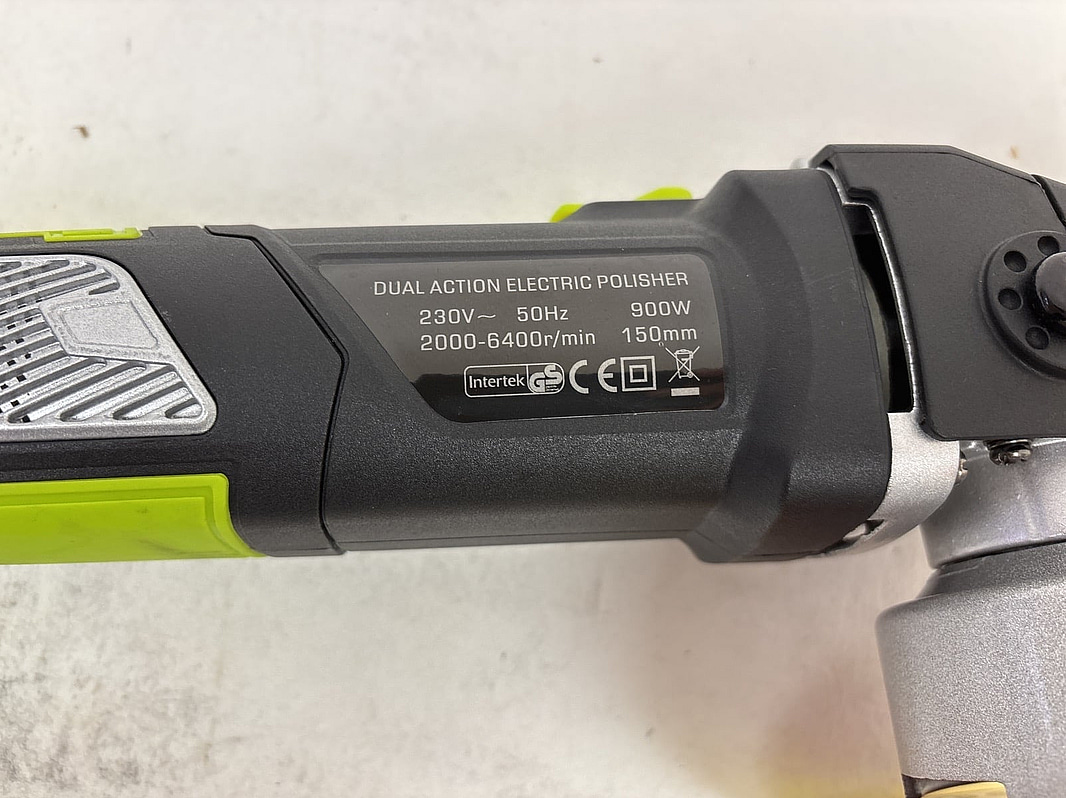 DUAL ACTION ELECTRIC POLISHER
230V~ 50Hz 900W
2000-6400r/min 150mm
Intertek GS CE